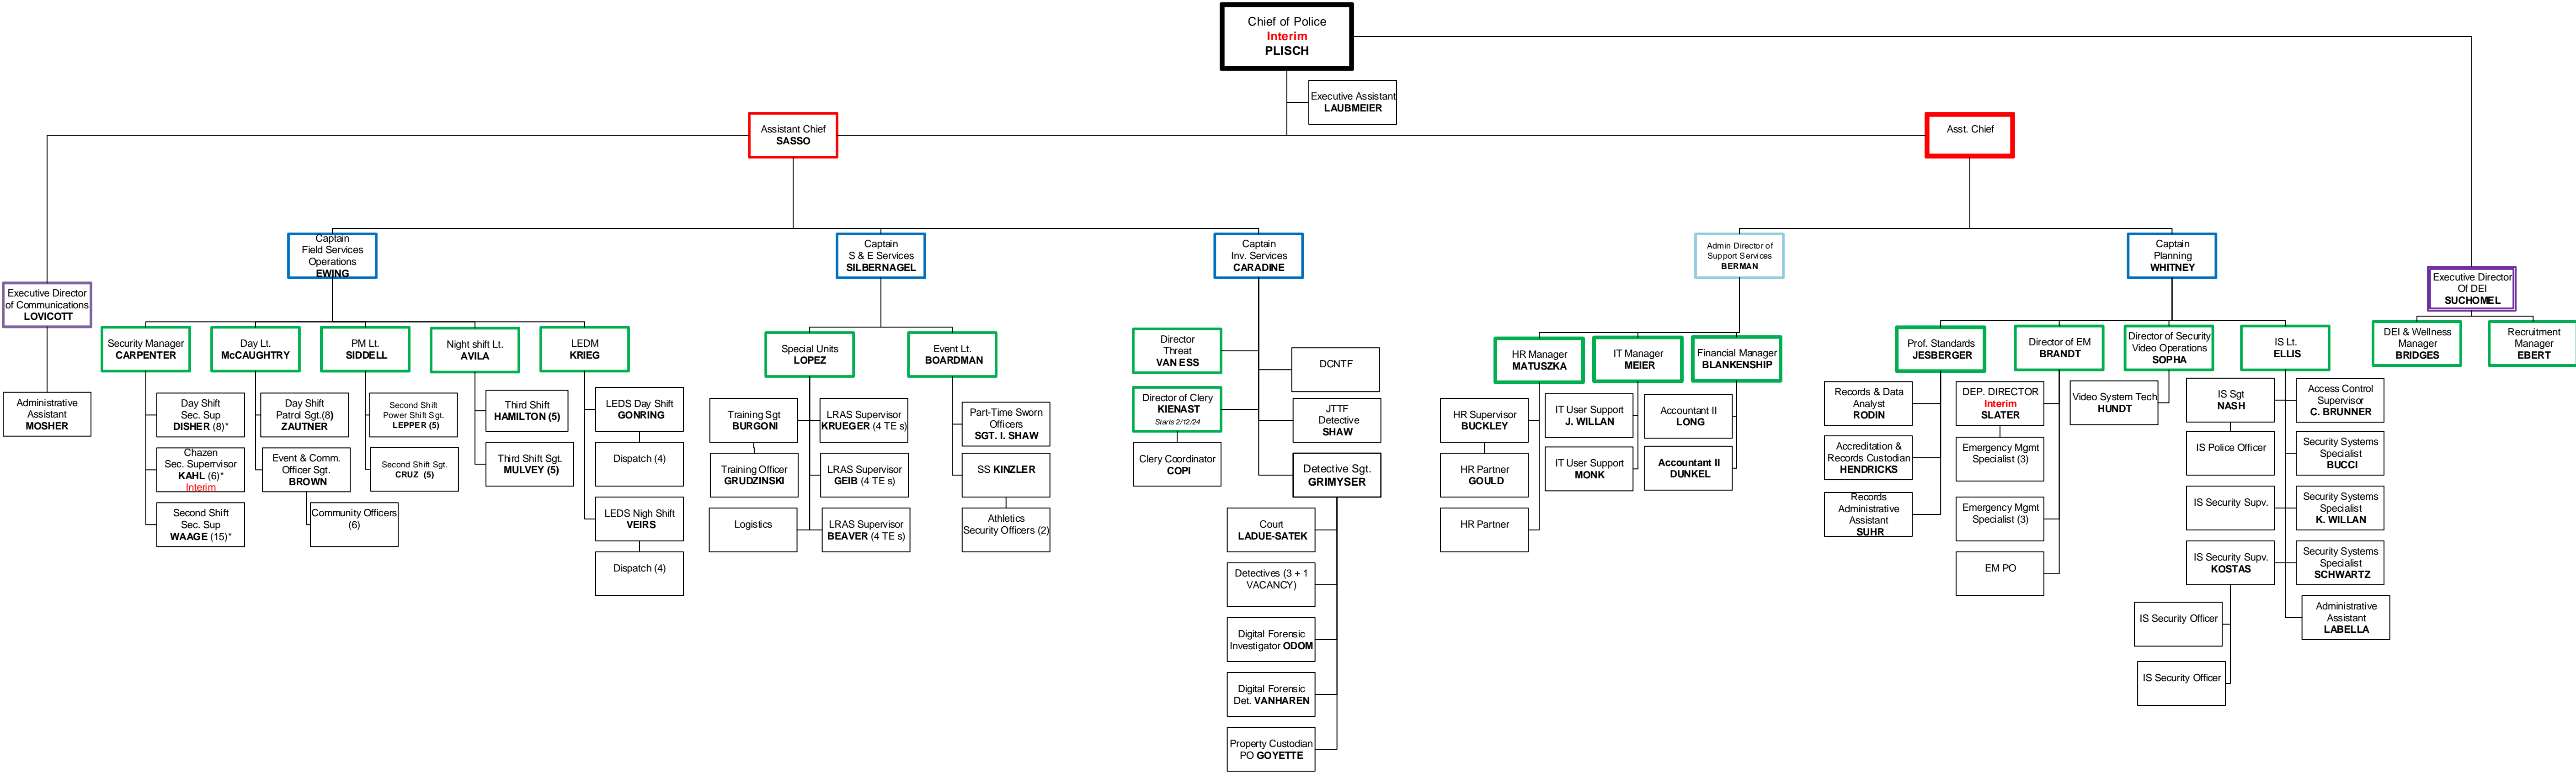 Chief of Police
Interim
PLISCH
Executive Assistant
LAUBMEIER
Assistant Chief
SASSO
Asst. Chief
Captain
Field Services
Operations
EWING
Captain
S & E Services
SILBERNAGEL
Captain
Inv. Services
CARADINE
Admin Director of
Support Services
BERMAN
Captain
Planning
WHITNEY
Executive Director
of Communications
LOVICOTT
Executive Director
Of DEI
SUCHOMEL
Security Manager
CARPENTER
Day Lt.
McCAUGHTRY
PM Lt.
SIDDELL
Night shift Lt.
AVILA
LEDM
KRIEG
Special Units
LOPEZ
Event Lt.
BOARDMAN
Director
Threat
VAN ESS
DCNTF
HR Manager
MATUSZKA
IT Manager
MEIER
Financial Manager
BLANKENSHIP
Prof. Standards
JESBERGER
Director of EM
BRANDT
Director of Security
Video Operations
SOPHA
IS Lt.
ELLIS
DEI & Wellness
Manager
BRIDGES
Recruitment
Manager
EBERT
Administrative
Assistant
MOSHER
Day Shift
Sec. Sup
DISHER (8)*
Chazen
Sec. Superrvisor
KAHL (6)*
Interim
Second Shift
Sec. Sup
WAAGE (15)*
Day Shift
Patrol Sgt.(8)
ZAUTNER
Event & Comm.
Officer Sgt.
BROWN
Community Officers
(6)
Second Shift
Power Shift Sgt.
LEPPER (5)
Second Shift Sgt.
CRUZ (5)
Third Shift
HAMILTON (5)
Third Shift Sgt.
MULVEY (5)
LEDS Day Shift
GONRING
Dispatch (4)
LEDS Nigh Shift
VEIRS
Dispatch (4)
Training Sgt
BURGONI
Training Officer
GRUDZINSKI
Logistics
LRAS Supervisor
KRUEGER (4 TE s)
LRAS Supervisor
GEIB (4 TE s)
LRAS Supervisor
BEAVER (4 TE s)
Part-Time Sworn
Officers
SGT. I. SHAW
SS KINZLER
Athletics
Security Officers (2)
Director of Clery
KIENAST
Starts 2/12/24
Clery Coordinator
COPI
JTTF
Detective
SHAW
Detective Sgt.
GRIMYSER
Court
LADUE-SATEK
Detectives (3 + 1
VACANCY)
Digital Forensic
Investigator ODOM
Digital Forensic
Det. VANHAREN
Property Custodian
PO GOYETTE
HR Supervisor
BUCKLEY
HR Partner
GOULD
HR Partner
IT User Support
J. WILLAN
IT User Support
MONK
Accountant II
LONG
Accountant II
DUNKEL
Records & Data
Analyst
RODIN
Accreditation &
Records Custodian
HENDRICKS
Records
Administrative
Assistant
SUHR
DEP. DIRECTOR
Interim
SLATER
Emergency Mgmt
Specialist (3)
Emergency Mgmt
Specialist (3)
EM PO
Video System Tech
HUNDT
IS Sgt
NASH
IS Police Officer
IS Security Supv.
IS Security Supv.
KOSTAS
IS Security Officer
IS Security Officer
Access Control
Supervisor
C. BRUNNER
Security Systems
Specialist
BUCCI
Security Systems
Specialist
K. WILLAN
Security Systems
Specialist
SCHWARTZ
Administrative
Assistant
LABELLA